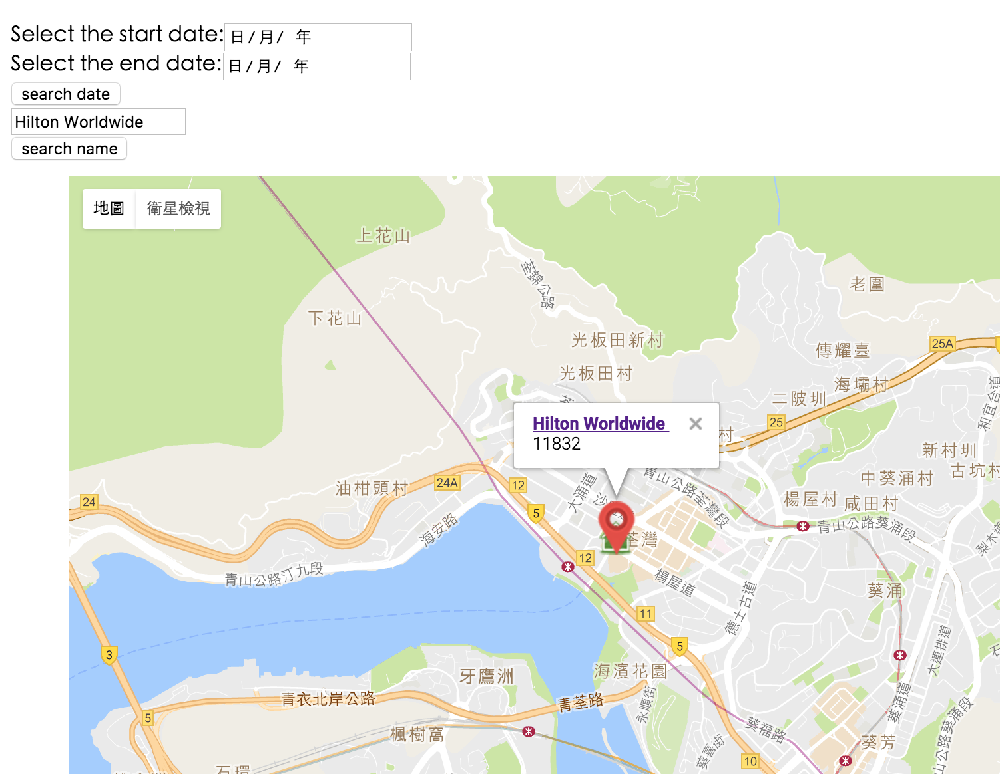 Select the start date: 日/月/ 年
Select the end date: 日/月/ 年
search date
Hilton Worldwide
search name
地圖 衛星檢視
上花山
荃錦公路
老圍
下花山
光板田新村
25A
傳耀臺
光板田村
海壩村
二陂圳
和宜合道
25
Hilton Worldwide
11832
村
新村圳
古坑村
中葵涌村
青山公路荃灣段
大涌道
油柑頭村
24A
12
24
楊屋村
咸田村
5
海安路
青山公路葵涌段
荃灣
梨木道
12
青山公路汀九段
楊屋道
葵涌
德士古道
11
5
3
大連排道
海濱花園
牙鷹洲
青衣北岸公路
青荃路
永順街
葵涌道
5
葵福路
楓樹窩
葵喜街
葵芳
山公路葵涌段
10
石環